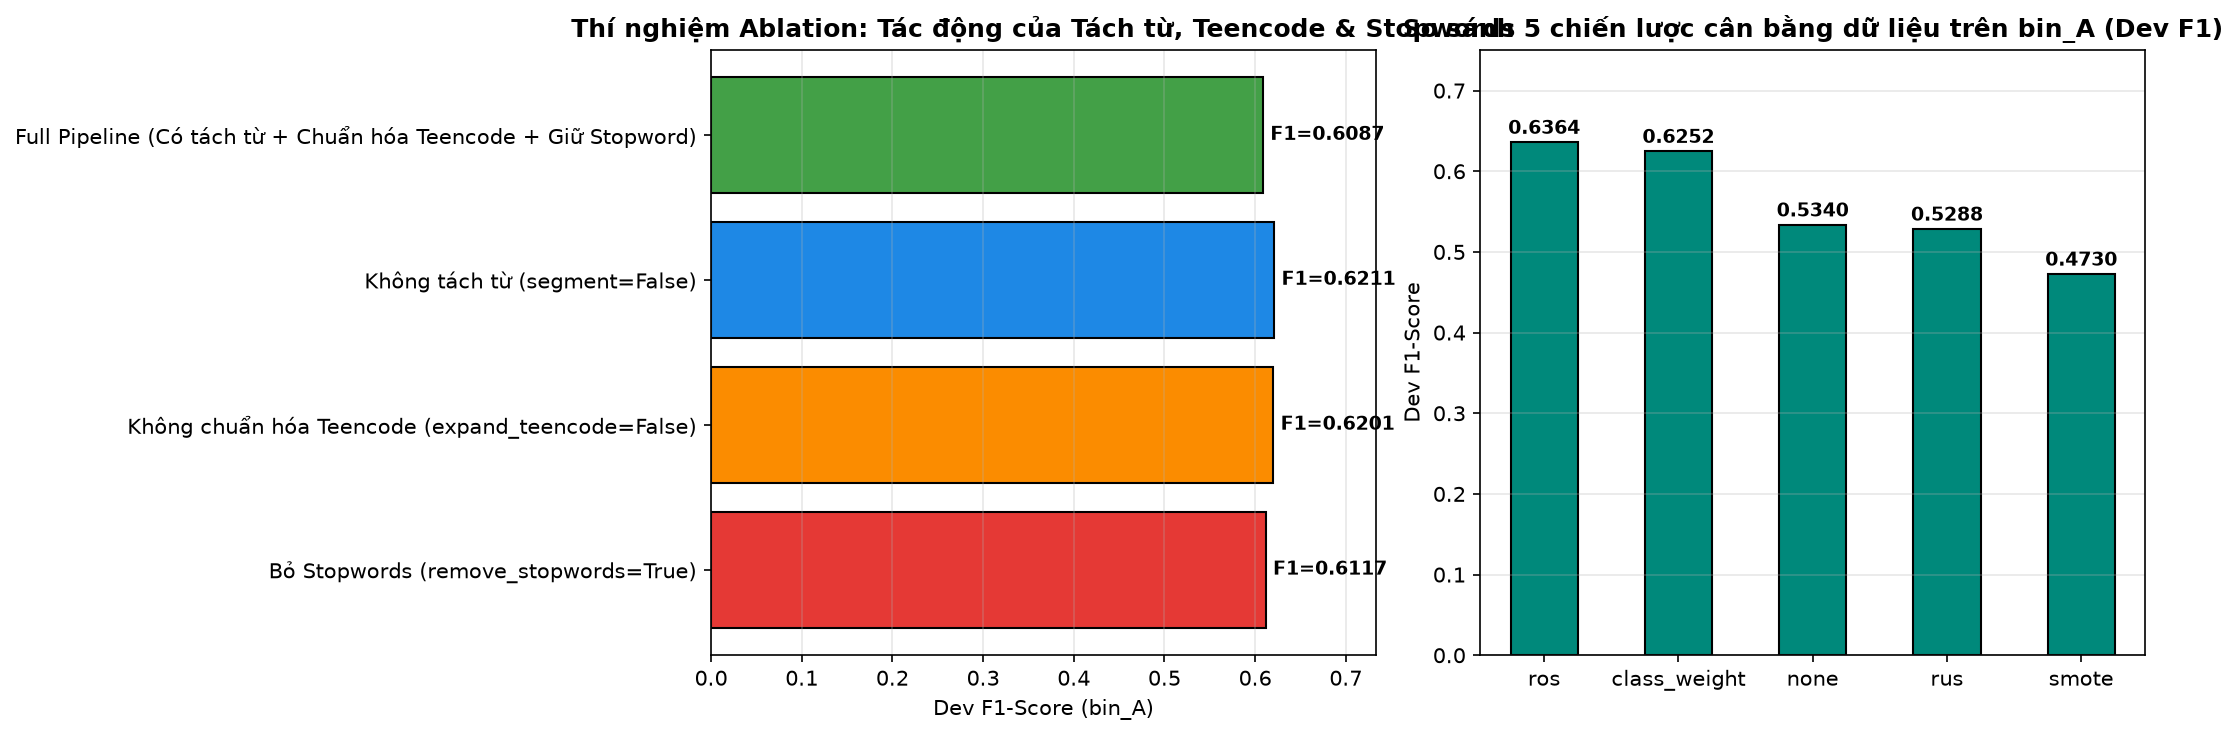 Thí nghiệm Ablation: Tác động của Tách từ, Teencode & Stopwords
Full Pipeline (Có tách từ + Chuẩn hóa Teencode + Giữ Stopword)
F1=0.6087
Không tách từ (segment=False)
F1=0.6211
Không chuẩn hóa Teencode (expand_teencode=False)
F1=0.6201
Bỏ Stopwords (remove_stopwords=True)
F1=0.6117
0.0 0.1 0.2 0.3 0.4 0.5 0.6 0.7
Dev F1-Score (bin_A)
So sánh 5 chiến lược cân bằng dữ liệu trên bin_A (Dev F1)
Dev F1-Score
0.7
0.6
0.5
0.4
0.3
0.2
0.1
0.0
0.6364
0.6252
0.5340
0.5288
0.4730
ros class_weight none rus smote